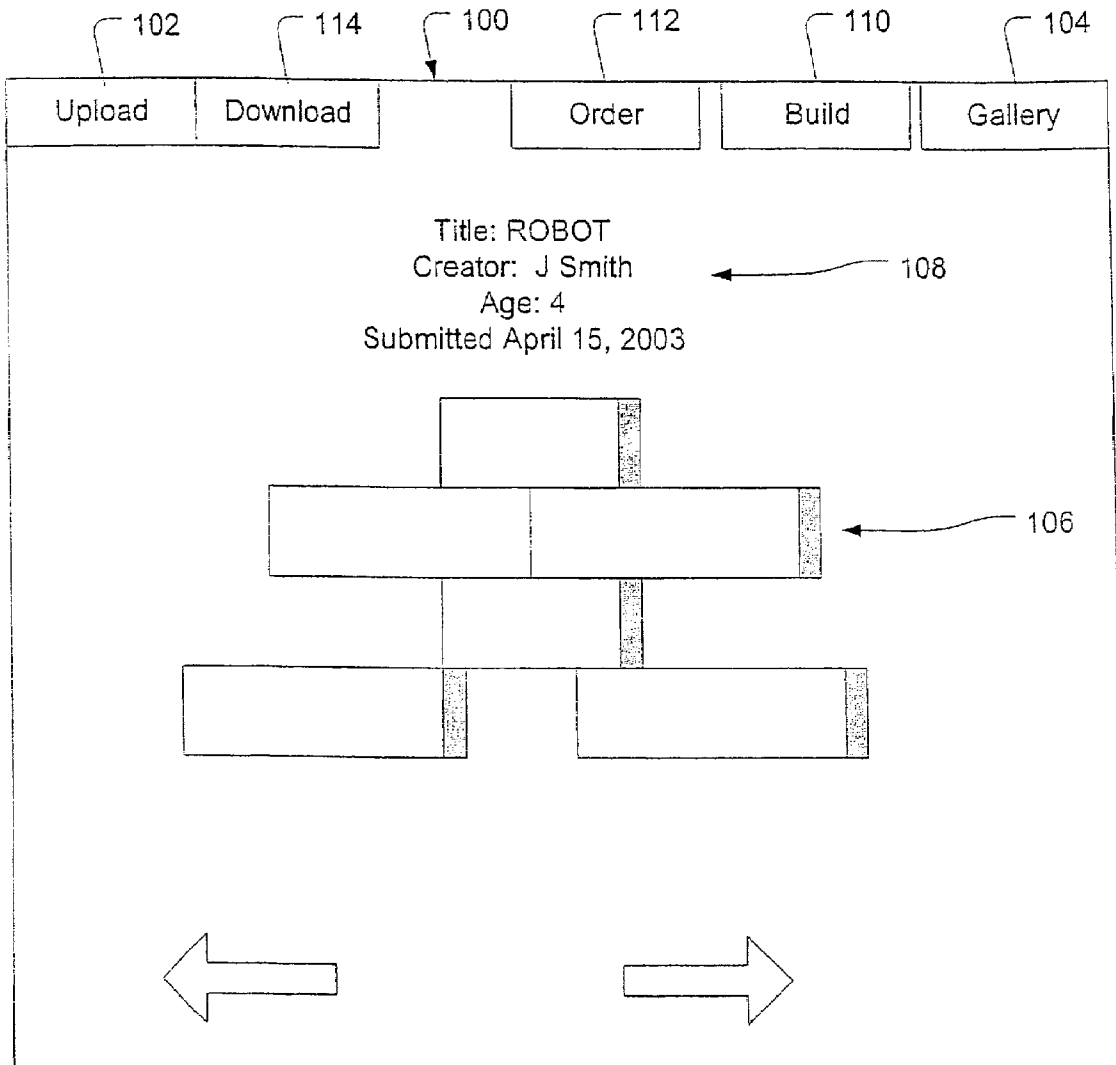 102 114 100 112 110 104
Upload Download Order Build Gallery
Title: ROBOT
Creator: J Smith
108
Age: 4
Submitted April 15, 2003
106